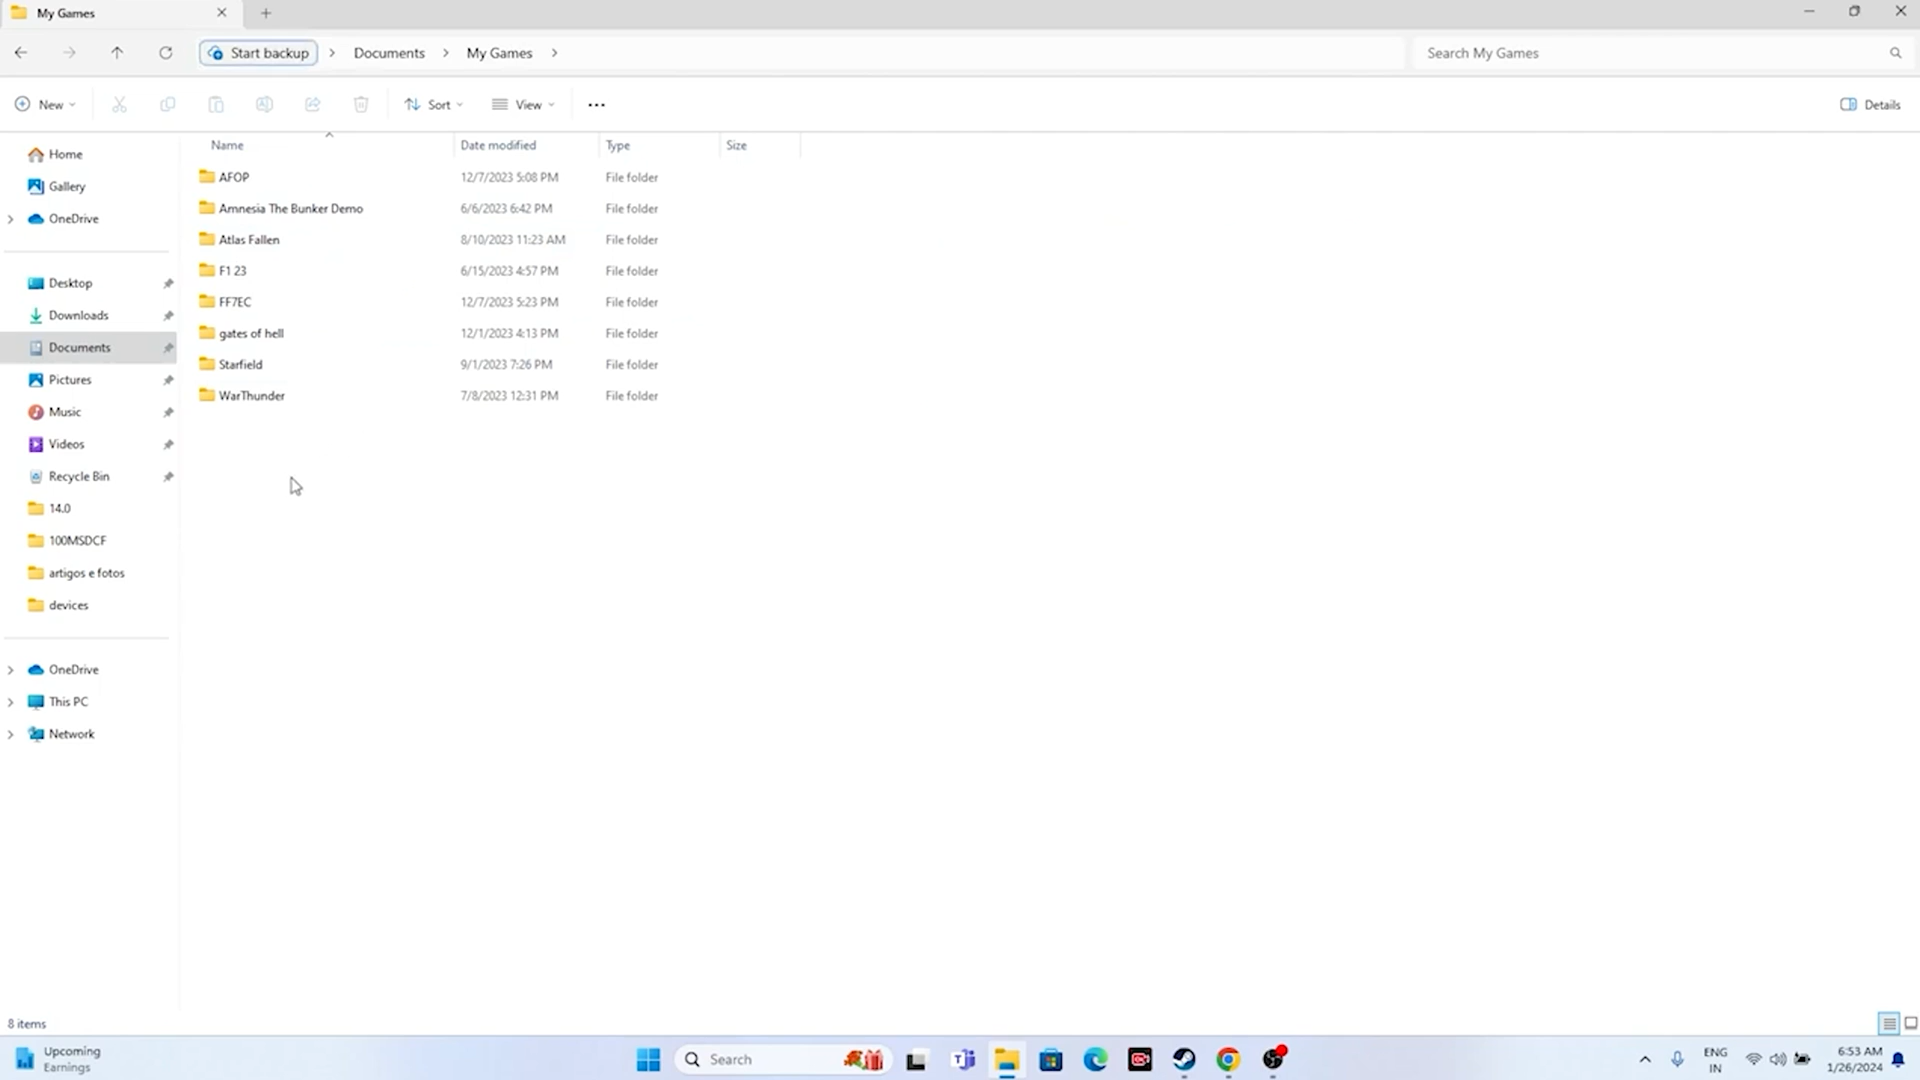 My Games
Start backup
Documents
My Games
Search My Games
New
Sort
View
Details
Name
Date modified
Type
Size
AFOP 12/7/2023 5:08 PM File folder
Amnesia The Bunker Demo 6/6/2023 6:42 PM File folder
Atlas Fallen 8/10/2023 11:23 AM File folder
F1 23 6/15/2023 4:57 PM File folder
FF7EC 12/7/2023 5:23 PM File folder
gates of hell 12/1/2023 4:13 PM File folder
Starfield 9/1/2023 7:26 PM File folder
WarThunder 7/8/2023 12:31 PM File folder
Home
Gallery
OneDrive
Desktop
Downloads
Documents
Pictures
Music
Videos
Recycle Bin
14.0
100MSDCF
artigos e fotos
devices
OneDrive
This PC
Network
8 items
Upcoming
Earnings
Search
ENG
IN
6:53 AM
1/26/2024